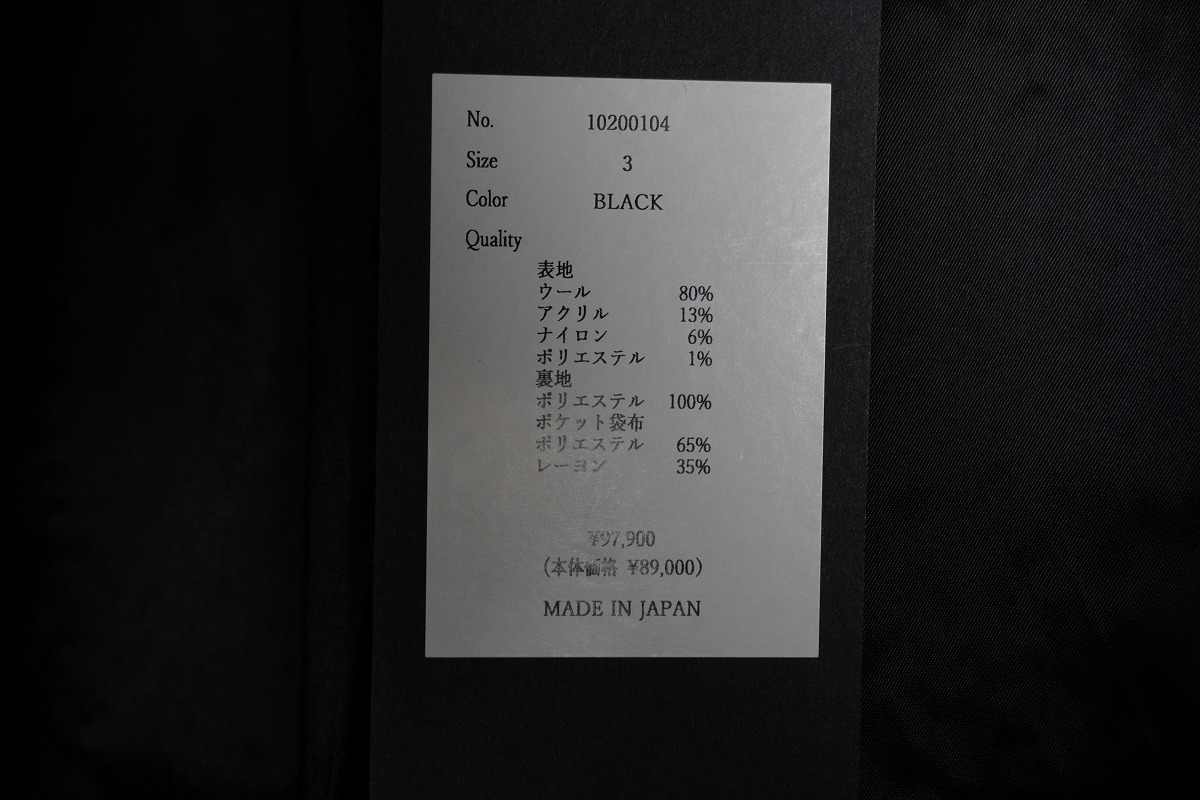 No. 10200104
Size 3
Color BLACK
Quality
表地
ウール 80%
アクリル 13%
ナイロン 6%
ポリエステル 1%
裏地
ポリエステル 100%
ポケット袋布
ポリエステル 65%
レーヨン 35%
¥97,900
(本体価格 ¥89,000)
MADE IN JAPAN